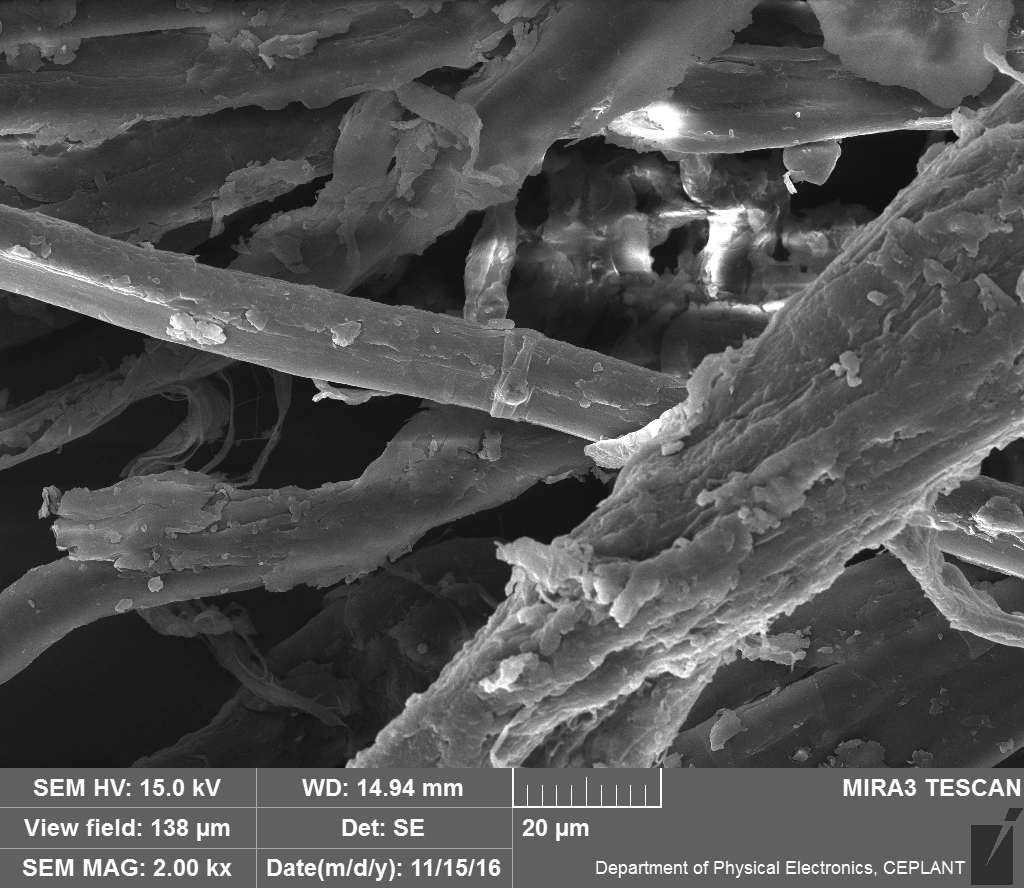 SEM HV: 15.0 kV
WD: 14.94 mm
MIRA3 TESCAN
View field: 138 µm
Det: SE
20 µm
SEM MAG: 2.00 kx
Date(m/d/y): 11/15/16
Department of Physical Electronics, CEPLANT